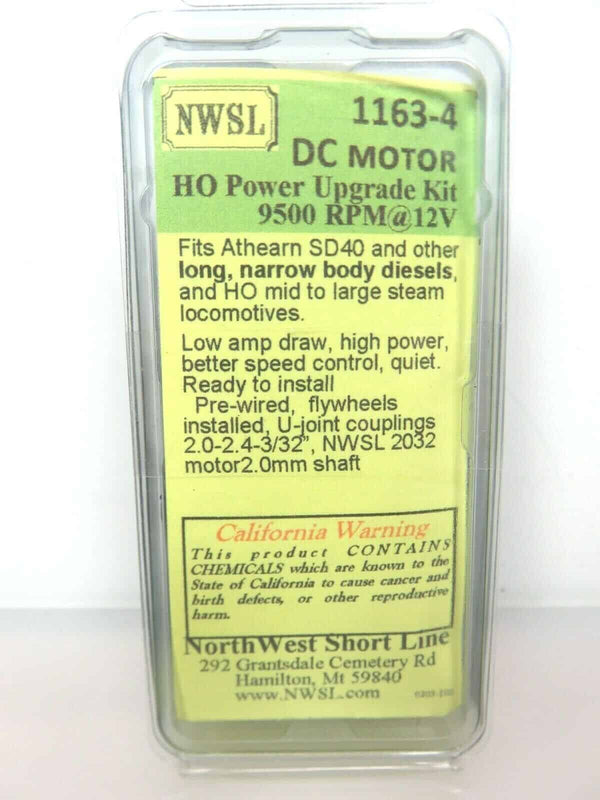 NWSL
1163-4
DC MOTOR
HO Power Upgrade Kit
9500 RPM@12V
Fits Athearn SD40 and other
long, narrow body diesels,
and HO mid to large steam
locomotives.
Low amp draw, high power,
better speed control, quiet.
Ready to install
Pre-wired, flywheels
installed, U-joint couplings
2.0-2.4-3/32”, NWSL 2032
motor2.0mm shaft
California Warning
This product CONTAINS
CHEMICALS which are known to the
State of California to cause cancer and
birth defects, or other reproductive
harm.
NorthWest Short Line
292 Grantsdale Cemetery Rd
Hamilton, Mt 59840
www.NWSL.com